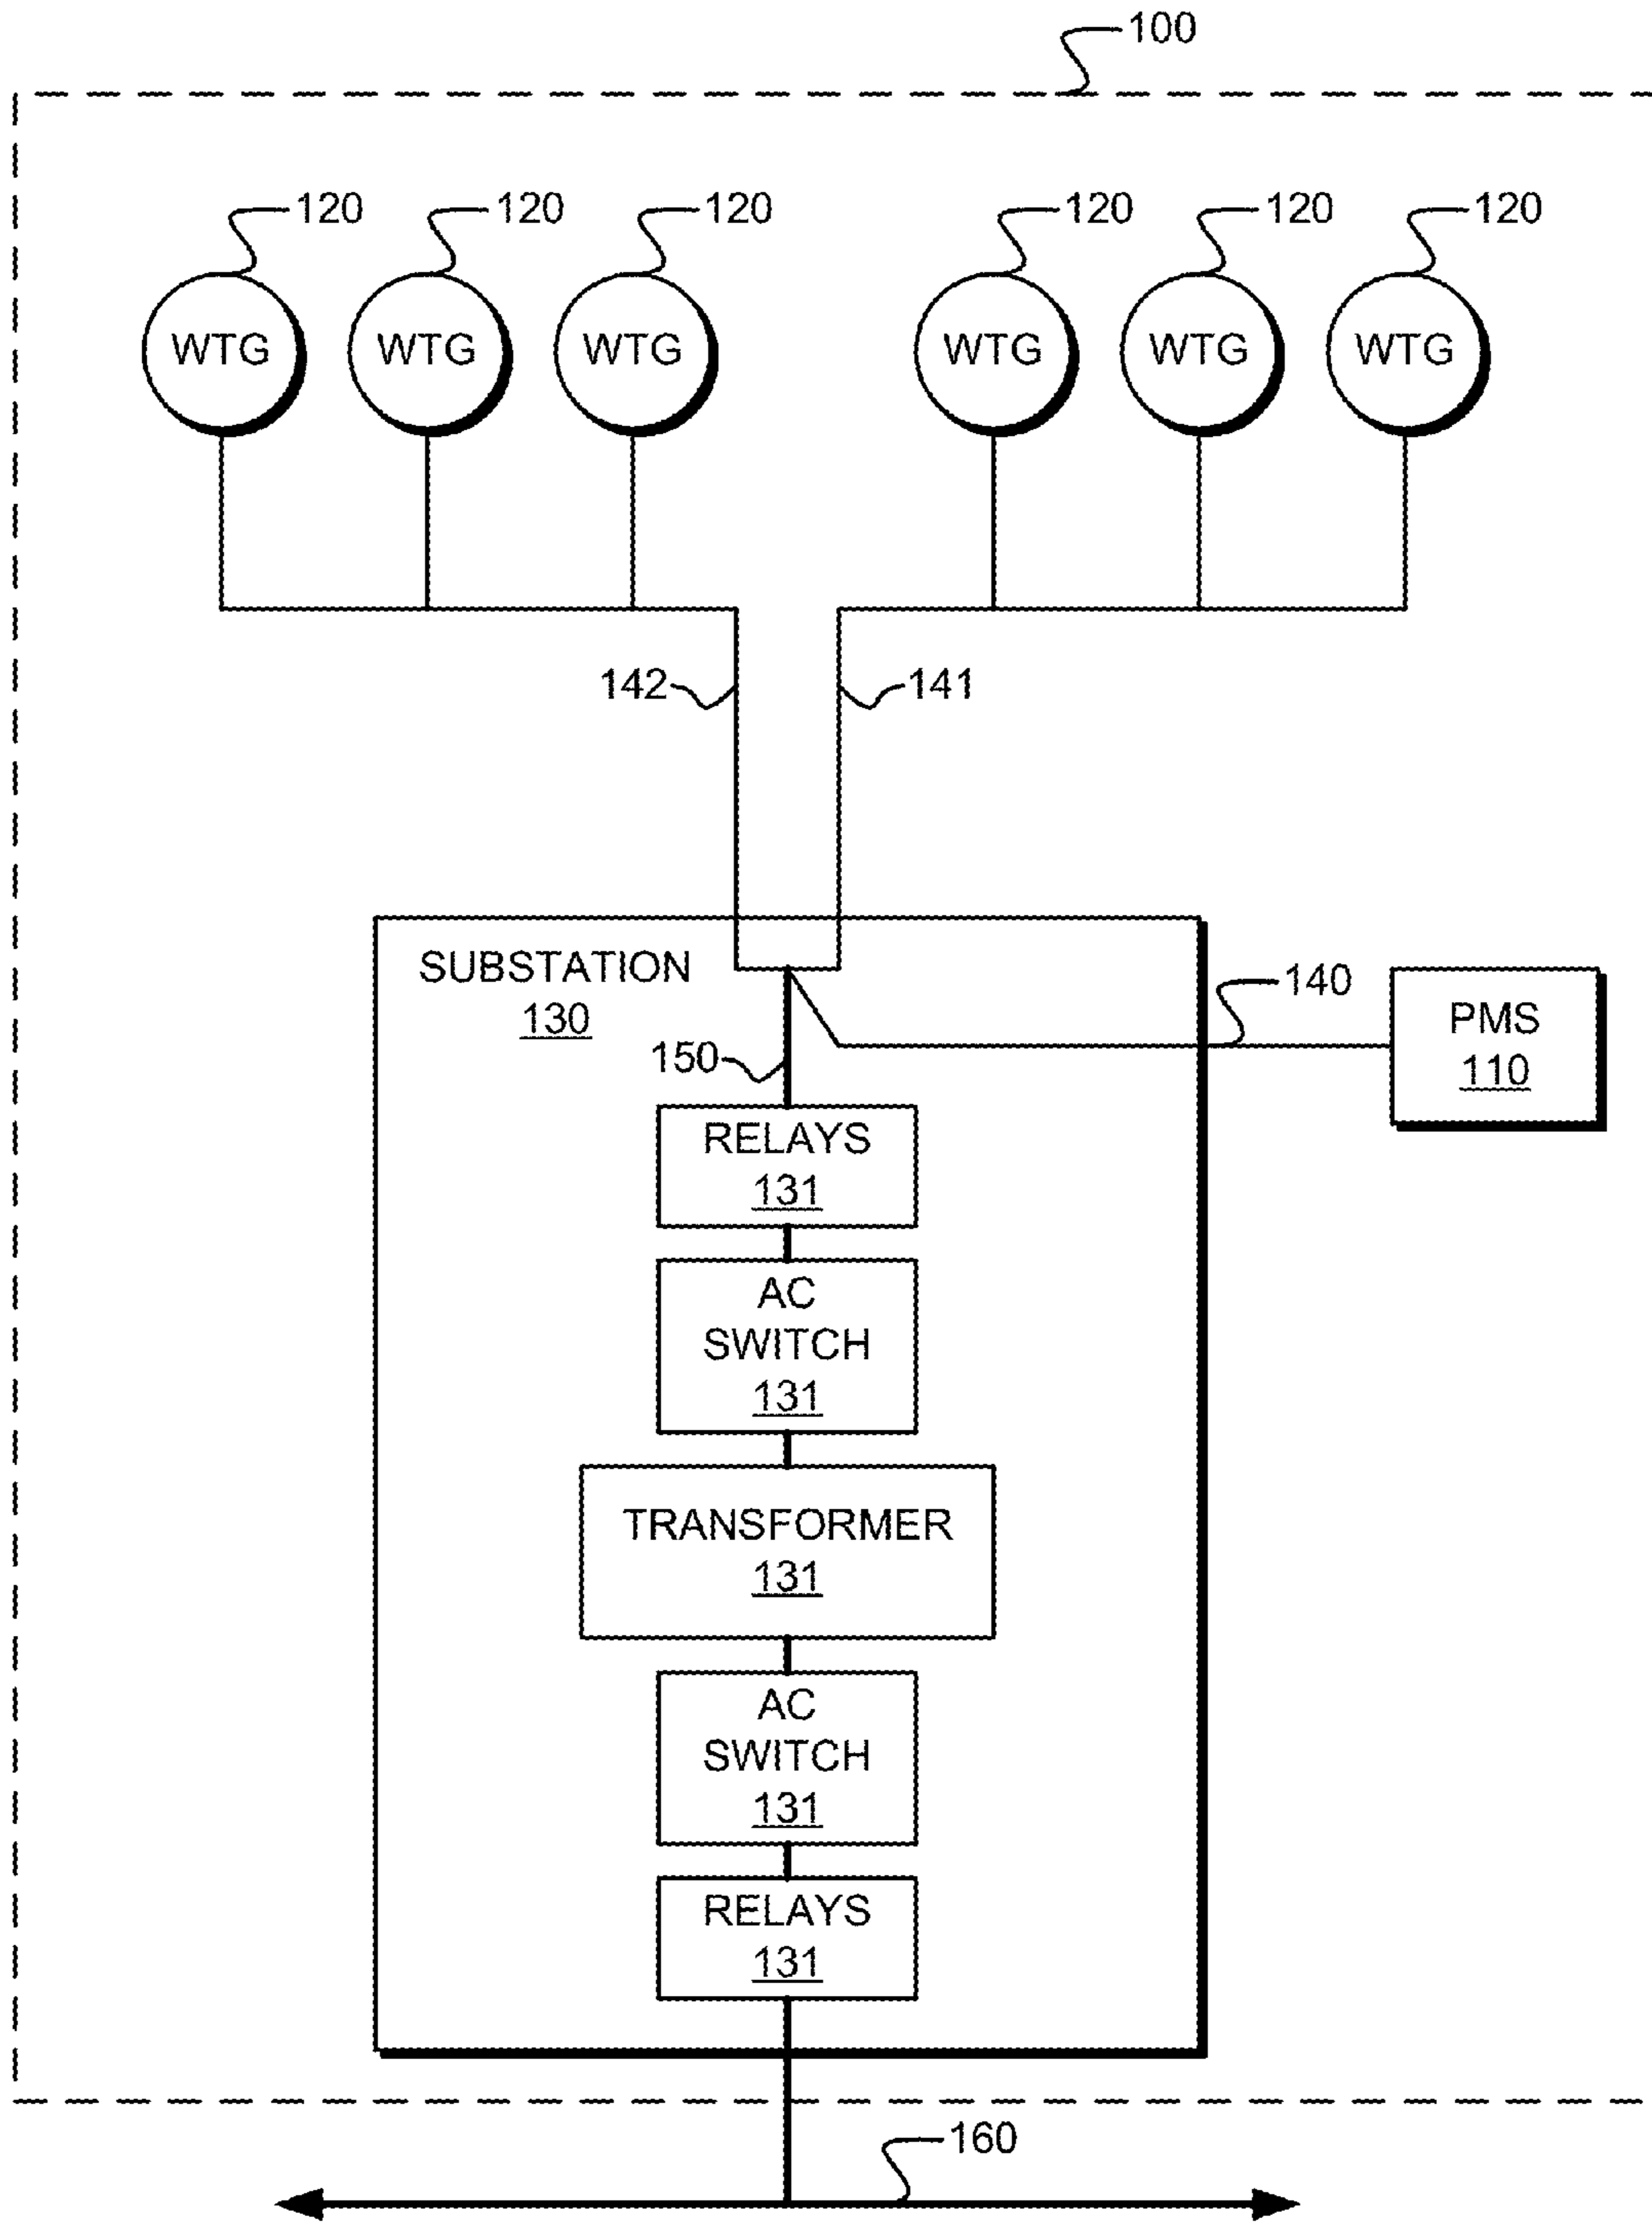 100
120 120 120 120 120 120
WTG WTG WTG WTG WTG WTG
142 141
SUBSTATION
130
140
PMS
110
150
RELAYS
131
AC
SWITCH
131
TRANSFORMER
131
AC
SWITCH
131
RELAYS
131
160